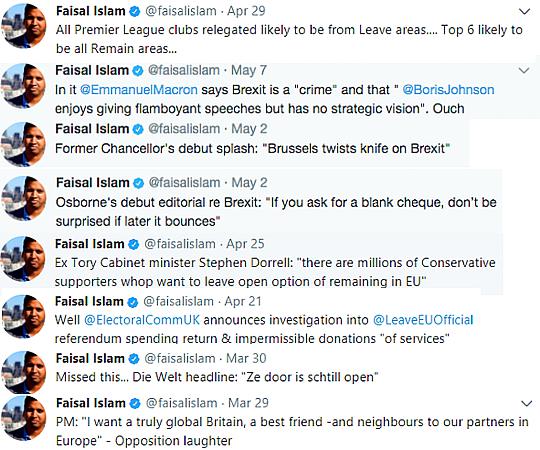 Faisal Islam @faisalislam · Apr 29
All Premier League clubs relegated likely to be from Leave areas.... Top 6 likely to
be all Remain areas...
Faisal Islam @faisalislam · May 7
In it @EmmanuelMacron says Brexit is a "crime" and that " @BorisJohnson
enjoys giving flamboyant speeches but has no strategic vision". Ouch
Faisal Islam @faisalislam · May 2
Former Chancellor's debut splash: "Brussels twists knife on Brexit"
Faisal Islam @faisalislam · May 2
Osborne's debut editorial re Brexit: "If you ask for a blank cheque, don't be
surprised if later it bounces"
Faisal Islam @faisalislam · Apr 25
Ex Tory Cabinet minister Stephen Dorrell: "there are millions of Conservative
supporters whop want to leave open option of remaining in EU"
Faisal Islam @faisalislam · Apr 21
Well @ElectoralCommUK announces investigation into @LeaveEUOfficial
referendum spending return & impermissible donations "of services"
Faisal Islam @faisalislam · Mar 30
Missed this... Die Welt headline: "Ze door is schtill open"
Faisal Islam @faisalislam · Mar 29
PM: "I want a truly global Britain, a best friend -and neighbours to our partners in
Europe" - Opposition laughter